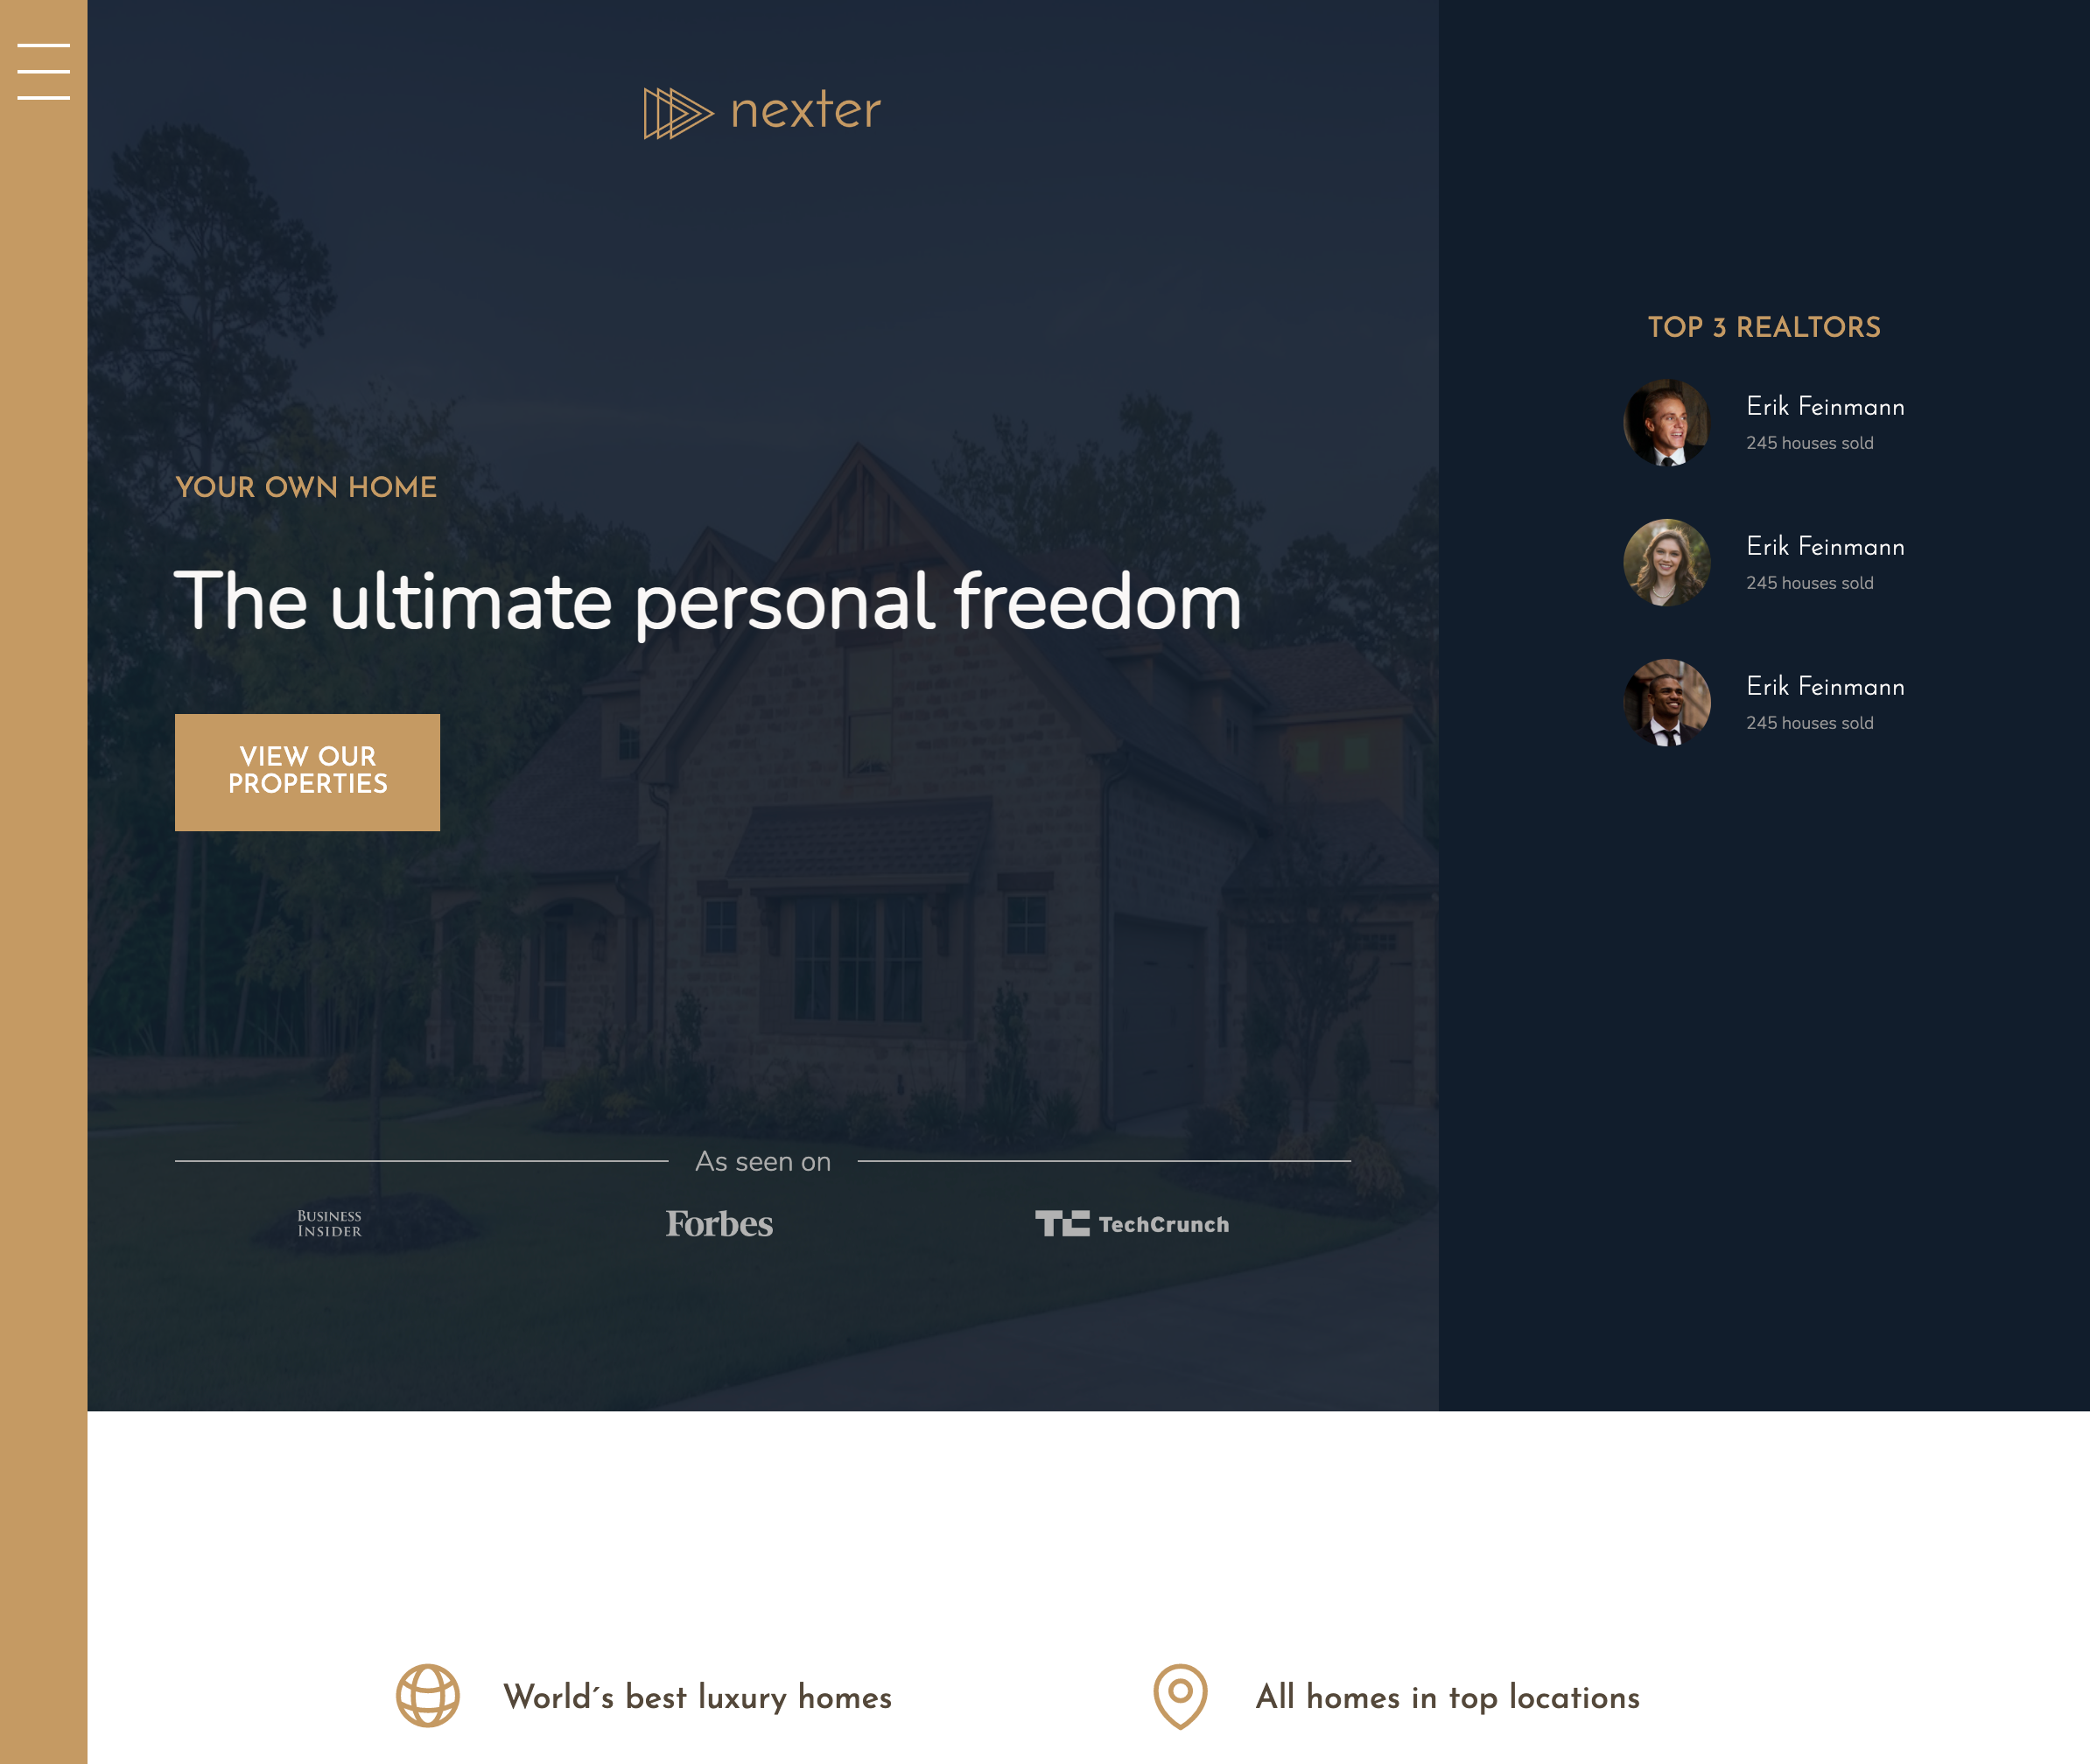 nexter
YOUR OWN HOME
The ultimate personal freedom
VIEW OUR
PROPERTIES
As seen on
BUSINESS
INSIDER
Forbes
TC TechCrunch
TOP 3 REALTORS
Erik Feinmann
245 houses sold
Erik Feinmann
245 houses sold
Erik Feinmann
245 houses sold
World´s best luxury homes
All homes in top locations